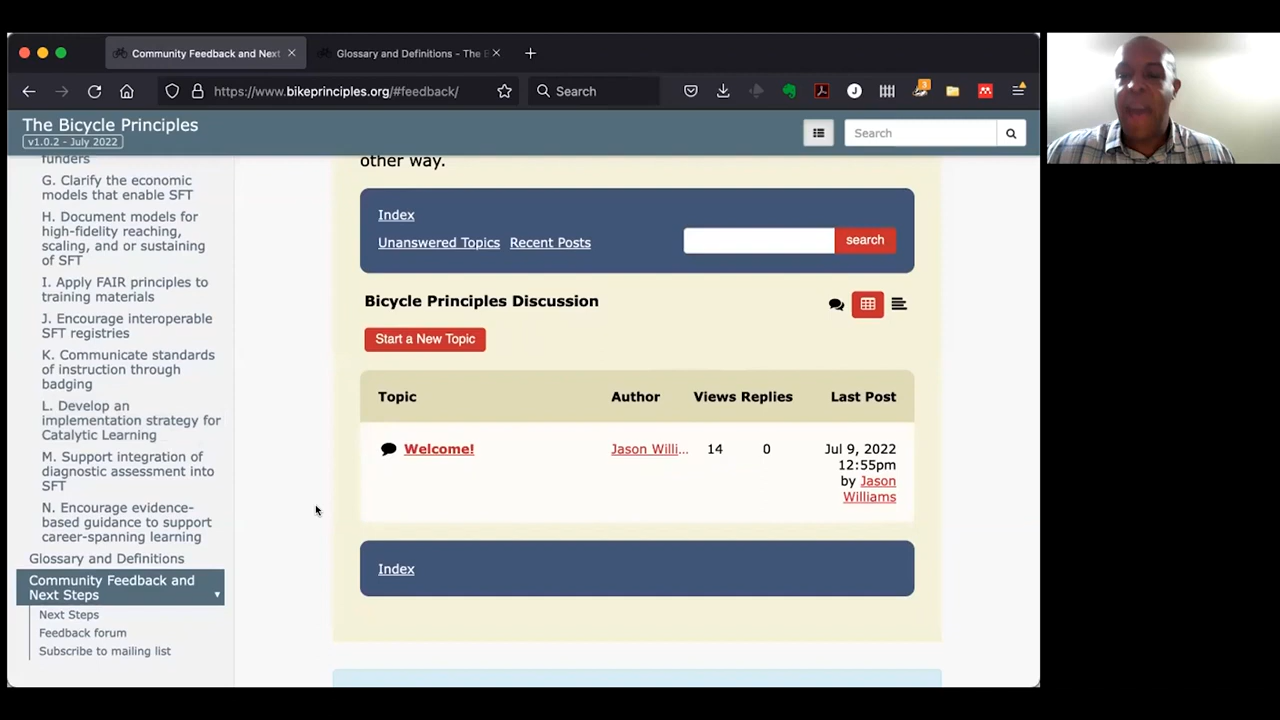 Community Feedback and Next
Glossary and Definitions - The B
https://www.bikeprinciples.org/#feedback/
Search
The Bicycle Principles
v1.0.2 - July 2022
Search
funders
G. Clarify the economic
models that enable SFT
H. Document models for
high-fidelity reaching,
scaling, and or sustaining
of SFT
I. Apply FAIR principles to
training materials
J. Encourage interoperable
SFT registries
K. Communicate standards
of instruction through
badging
L. Develop an
implementation strategy for
Catalytic Learning
M. Support integration of
diagnostic assessment into
SFT
N. Encourage evidence-
based guidance to support
career-spanning learning
Glossary and Definitions
Community Feedback and
Next Steps
Next Steps
Feedback forum
Subscribe to mailing list
other way.
Index
Unanswered Topics Recent Posts
search
Bicycle Principles Discussion
Start a New Topic
Topic Author Views Replies Last Post
Welcome! Jason Willi... 14 0 Jul 9, 2022
12:55pm
by Jason
Williams
Index